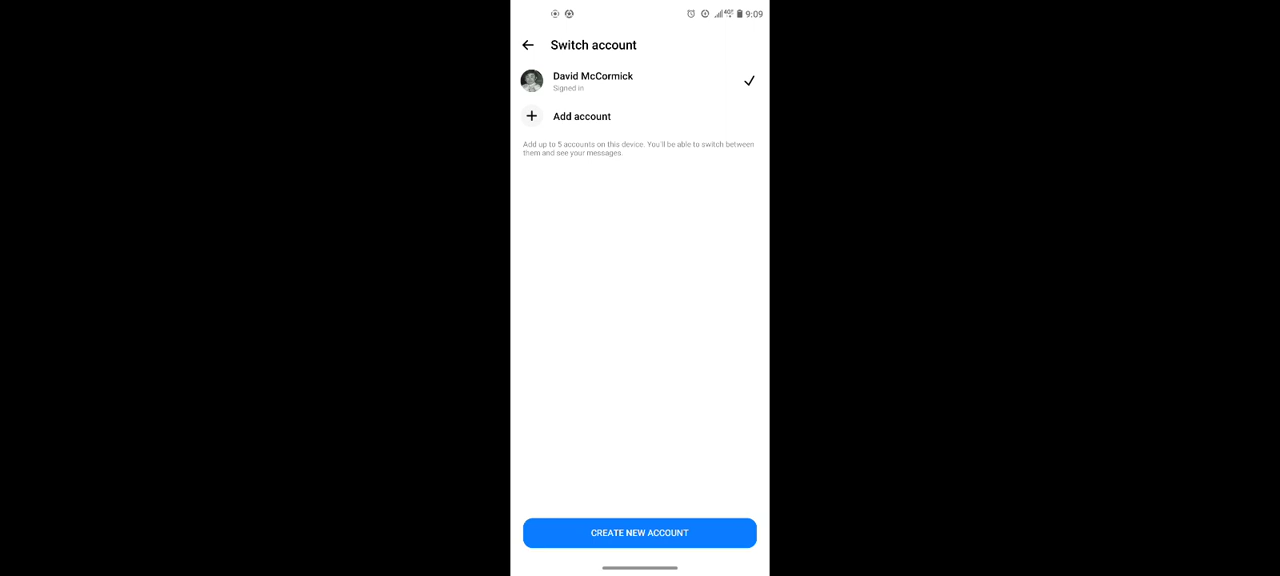 9:09
Switch account
David McCormick
Signed in
Add account
Add up to 5 accounts on this device. You'll be able to switch between
them and see your messages.
CREATE NEW ACCOUNT